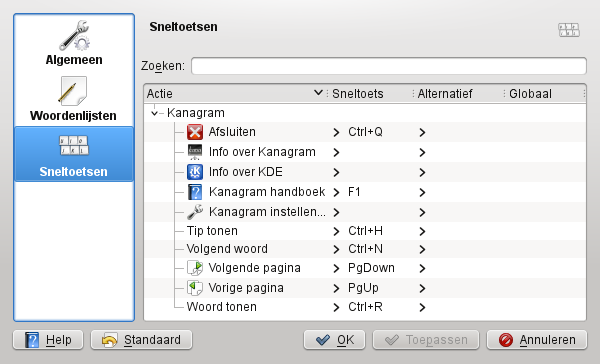 Algemeen
Woordenlijsten
Sneltoetsen
Sneltoetsen
Zoeken:
Actie Sneltoets Alternatief Globaal
Kanagram
Afsluiten Ctrl+Q
Info over Kanagram
Info over KDE
Kanagram handboek F1
Kanagram instellen...
Tip tonen Ctrl+H
Volgend woord Ctrl+N
Volgende pagina PgDown
Vorige pagina PgUp
Woord tonen Ctrl+R
Help Standaard OK Toepassen Annuleren